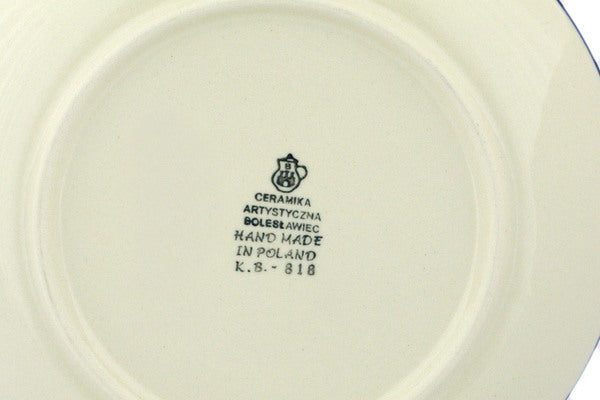 B
CERAMIKA
ARTYSTYCZNA
BOLESŁAWIEC
HAND MADE
IN POLAND
K.B.- 818